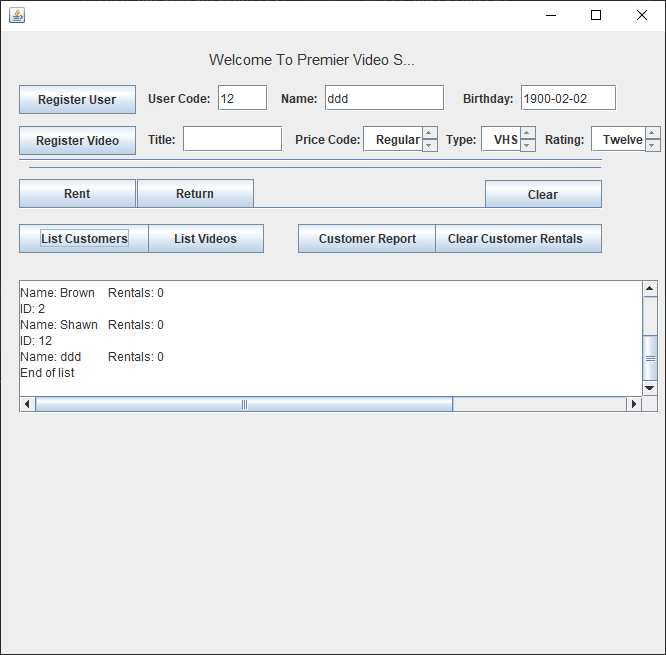 Welcome To Premier Video S...
Register User User Code: 12 Name: ddd Birthday: 1900-02-02
Register Video Title: Price Code: Regular Type: VHS Rating: Twelve
Rent Return Clear
List Customers List Videos Customer Report Clear Customer Rentals
Name: Brown Rentals: 0
ID: 2
Name: Shawn Rentals: 0
ID: 12
Name: ddd Rentals: 0
End of list